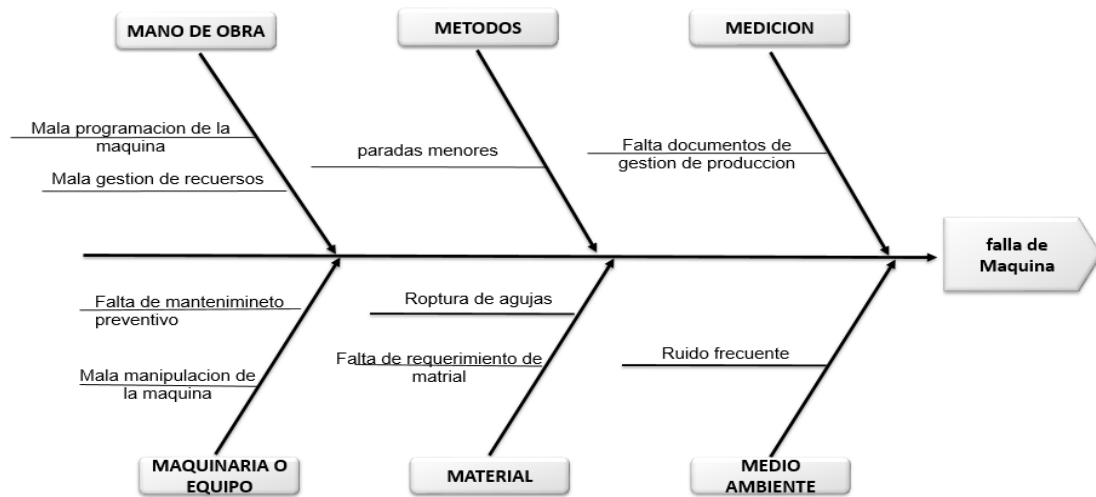 MANO DE OBRA
METODOS
MEDICION
Mala programacion de la
maquina
Mala gestion de recuersos
paradas menores
Falta documentos de
gestion de produccion
falla de
Maquina
Falta de mantenimineto
preventivo
Mala manipulacion de
la maquina
Roptura de agujas
Falta de requerimiento de
matrial
Ruido frecuente
MAQUINARIA O
EQUIPO
MATERIAL
MEDIO
AMBIENTE